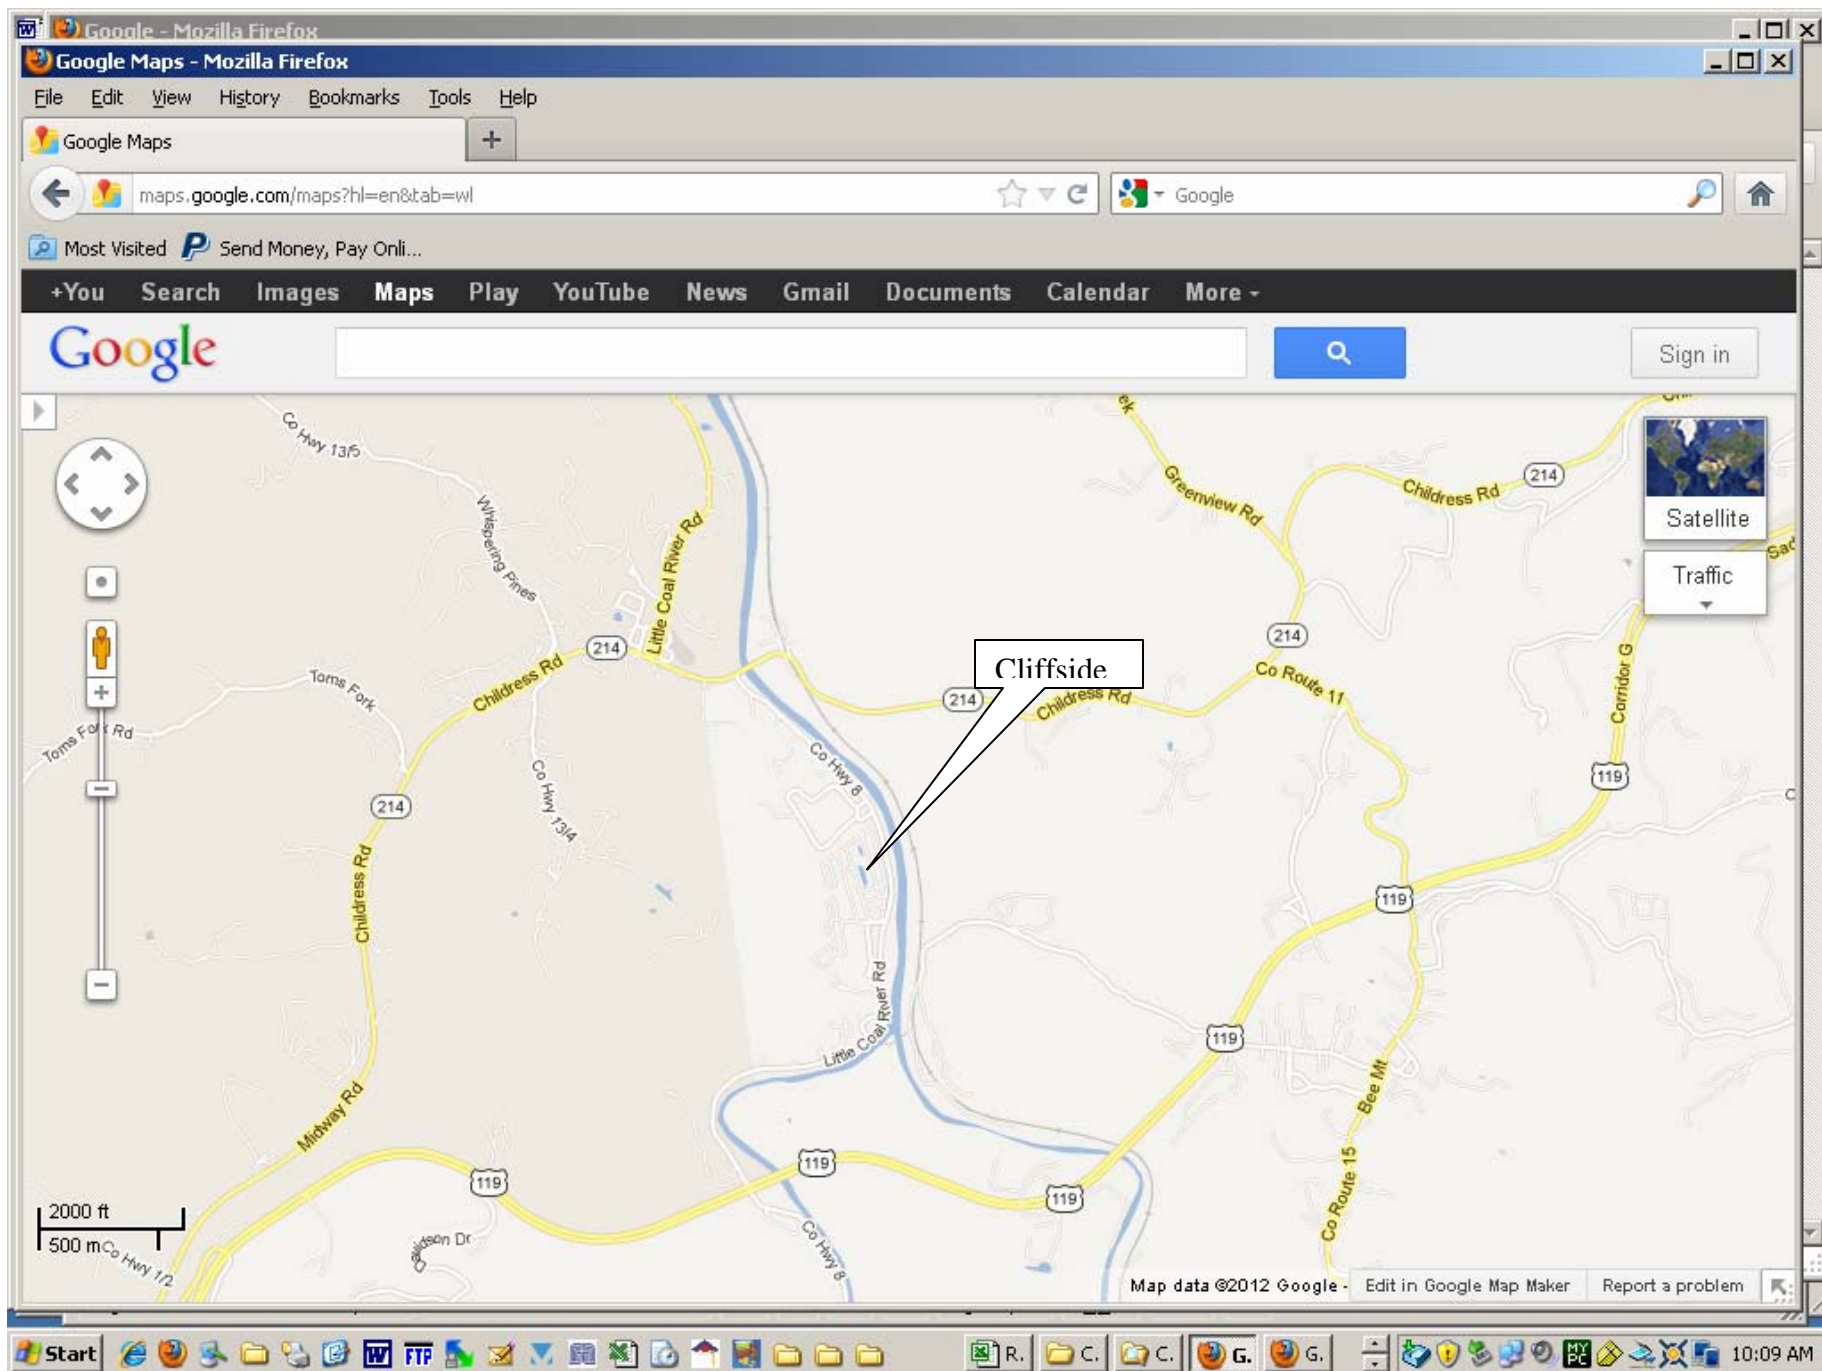 Google - Mozilla Firefox
Google Maps - Mozilla Firefox
File Edit View History Bookmarks Tools Help
Google Maps
maps.google.com/maps?hl=en&tab=wl
Google
Most Visited
Send Money, Pay Onli...
+You Search Images Maps Play YouTube News Gmail Documents Calendar More
Google
Sign in
Co Hwy 13/5
Whispering Pines
Little Coal River Rd
Greenview Rd
Childress Rd
214
Satellite
Traffic
214
214
Childress Rd
Toms Fork
Toms Fork Rd
Cliffside
214
Childress Rd
Co Route 11
Corridor G
119
Co Hwy 8
Co Hwy 13/4
214
Childress Rd
119
Little Coal River Rd
119
Bee Mt
Co Route 15
Midway Rd
119
119
119
Davidson Dr
Co Hwy 8
2000 ft
500 m
Co Hwy 1/2
Map data ©2012 Google -
Edit in Google Map Maker
Report a problem
Start
W
FTP
R.
C.
C.
G.
G.
MY PC
10:09 AM